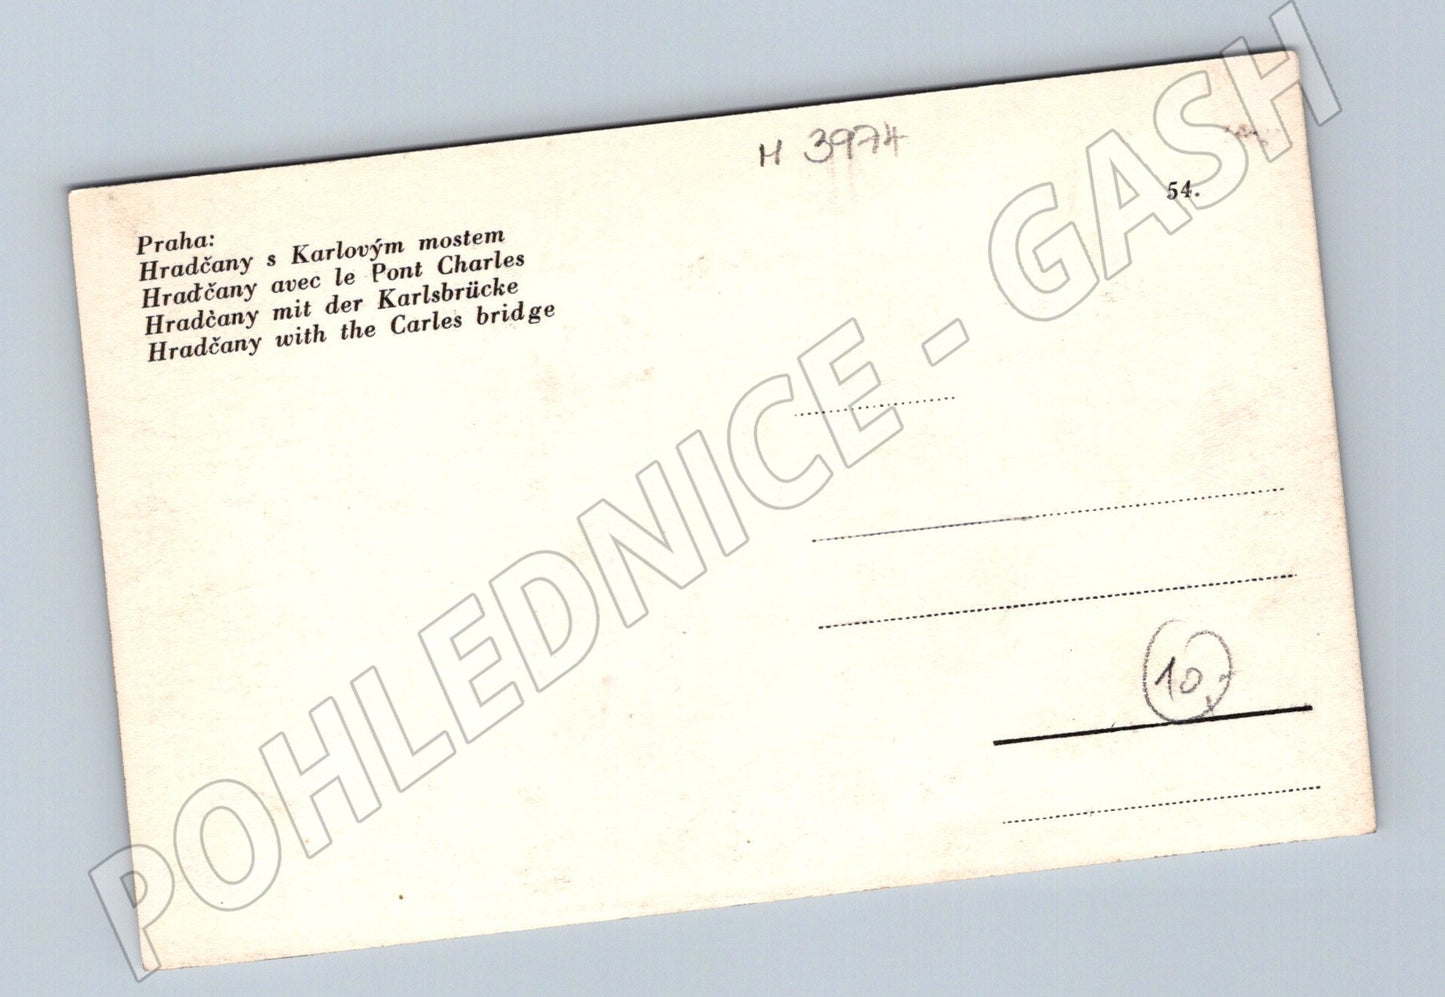 H 3974
54.
Praha:
Hradčany s Karlovým mostem
Hradčany avec le Pont Charles
Hradčany mit der Karlsbrücke
Hradčany with the Carles bridge
10,-
POHLEDNICE - GASH